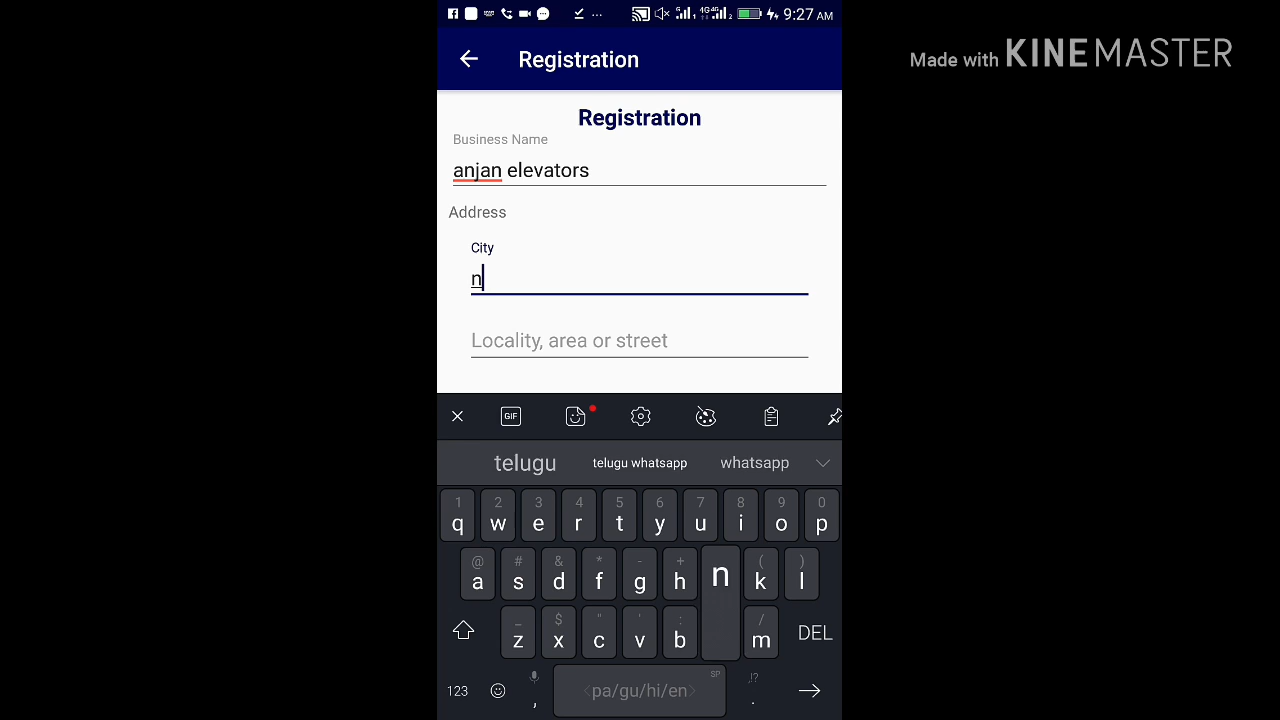 9:27 AM
Made with KINEMASTER
Registration
Registration
Business Name
anjan elevators
Address
City
n
Locality, area or street
GIF
telugu telugu whatsapp whatsapp
1 2 3 4 5 6 7 8 9 0
q w e r t y u i o p
@ # & * - + ( )
a s d f g h n k l
_ $ " ' : /
z x c v b m DEL
123 , <pa/gu/hi/en> SP ,!? .